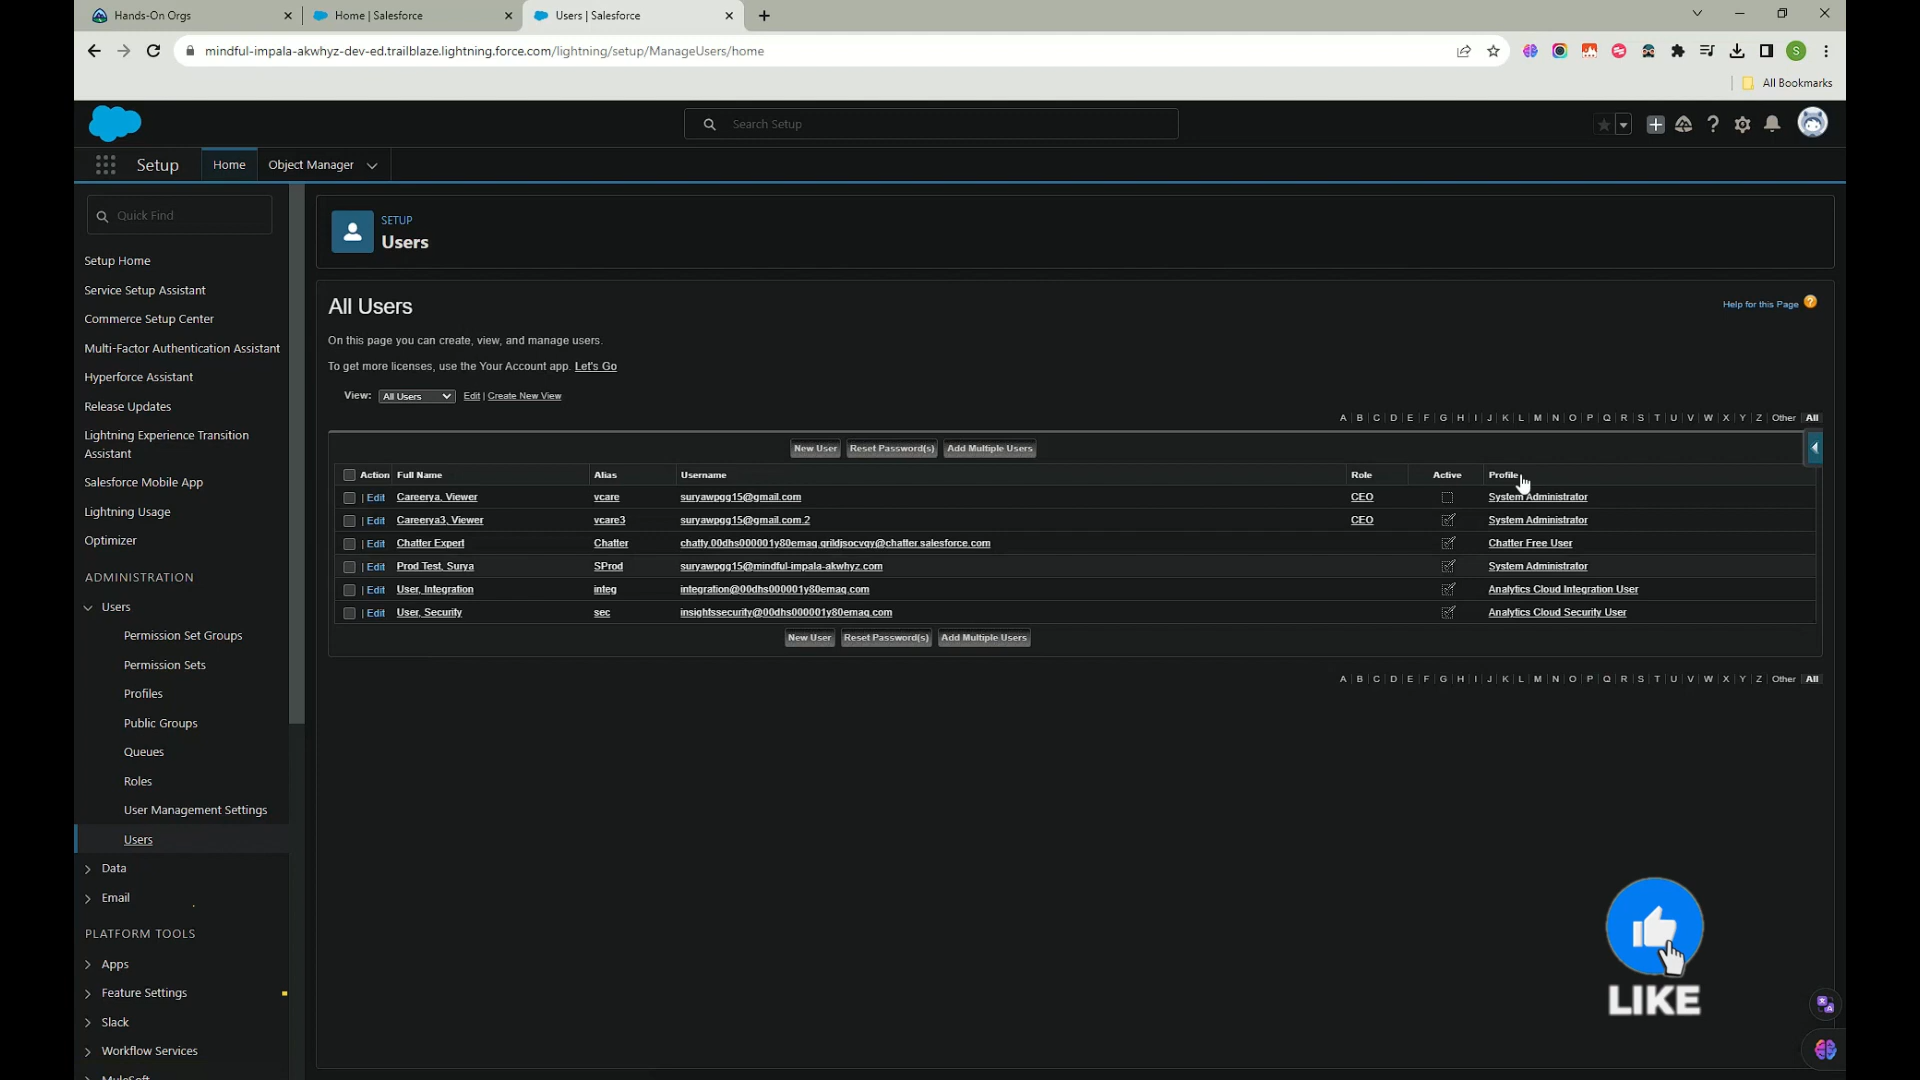 Hands-On Orgs
Home | Salesforce
Users | Salesforce
mindful-impala-akwhyz-dev-ed.trailblaze.lightning.force.com/lightning/setup/ManageUsers/home
S
All Bookmarks
Search Setup
Setup
Home
Object Manager
Quick Find
Setup Home
Service Setup Assistant
Commerce Setup Center
Multi-Factor Authentication Assistant
Hyperforce Assistant
Release Updates
Lightning Experience Transition
Assistant
Salesforce Mobile App
Lightning Usage
Optimizer
ADMINISTRATION
Users
Permission Set Groups
Permission Sets
Profiles
Public Groups
Queues
Roles
User Management Settings
Users
Data
Email
PLATFORM TOOLS
Apps
Feature Settings
Slack
Workflow Services
MuleSoft
SETUP
Users
All Users
Help for this Page
On this page you can create, view, and manage users.
To get more licenses, use the Your Account app. Let's Go
View: All Users Edit | Create New View
A | B | C | D | E | F | G | H | I | J | K | L | M | N | O | P | Q | R | S | T | U | V | W | X | Y | Z | Other | All
New User Reset Password(s) Add Multiple Users
Action Full Name Alias Username Role Active Profile
| Edit Careerya, Viewer vcare suryawpgg15@gmail.com CEO System Administrator
| Edit Careerya3, Viewer vcare3 suryawpgg15@gmail.com.2 CEO System Administrator
| Edit Chatter Expert Chatter chatty.00dhs000001y80emaq.qrildjsocvqy@chatter.salesforce.com Chatter Free User
| Edit Prod Test, Surya SProd suryawpgg15@mindful-impala-akwhyz.com System Administrator
| Edit User, Integration integ integration@00dhs000001y80emaq.com Analytics Cloud Integration User
| Edit User, Security sec insightssecurity@00dhs000001y80emaq.com Analytics Cloud Security User
New User Reset Password(s) Add Multiple Users
A | B | C | D | E | F | G | H | I | J | K | L | M | N | O | P | Q | R | S | T | U | V | W | X | Y | Z | Other | All
LIKE